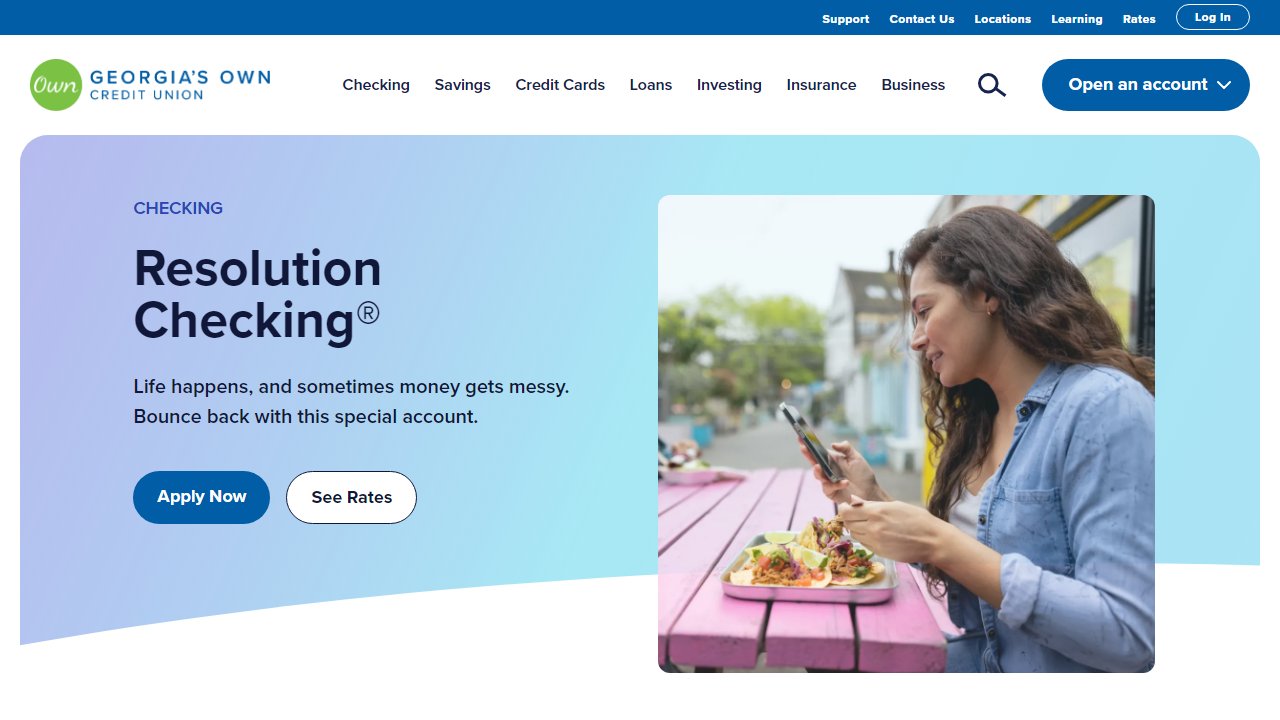 Support Contact Us Locations Learning Rates Log In
Own GEORGIA'S OWN
CREDIT UNION
Checking Savings Credit Cards Loans Investing Insurance Business Open an account
CHECKING
Resolution
Checking®
Life happens, and sometimes money gets messy.
Bounce back with this special account.
Apply Now See Rates